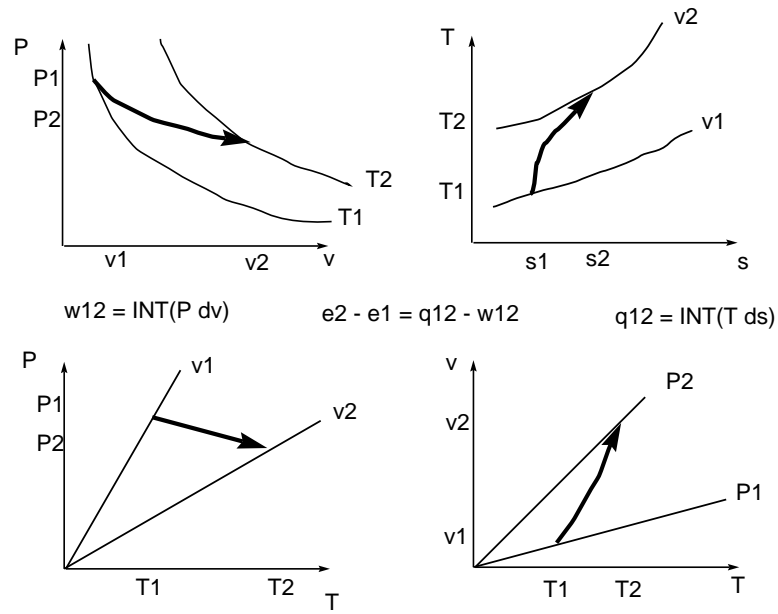 P
P1
P2
T2
T1
v1
v2
v
T
v2
v1
T2
T1
s1
s2
s
w12 = INT(P dv)
e2 - e1 = q12 - w12
q12 = INT(T ds)
P
v1
v2
P1
P2
T1
T2
T
v
P2
v2
P1
v1
T1
T2
T